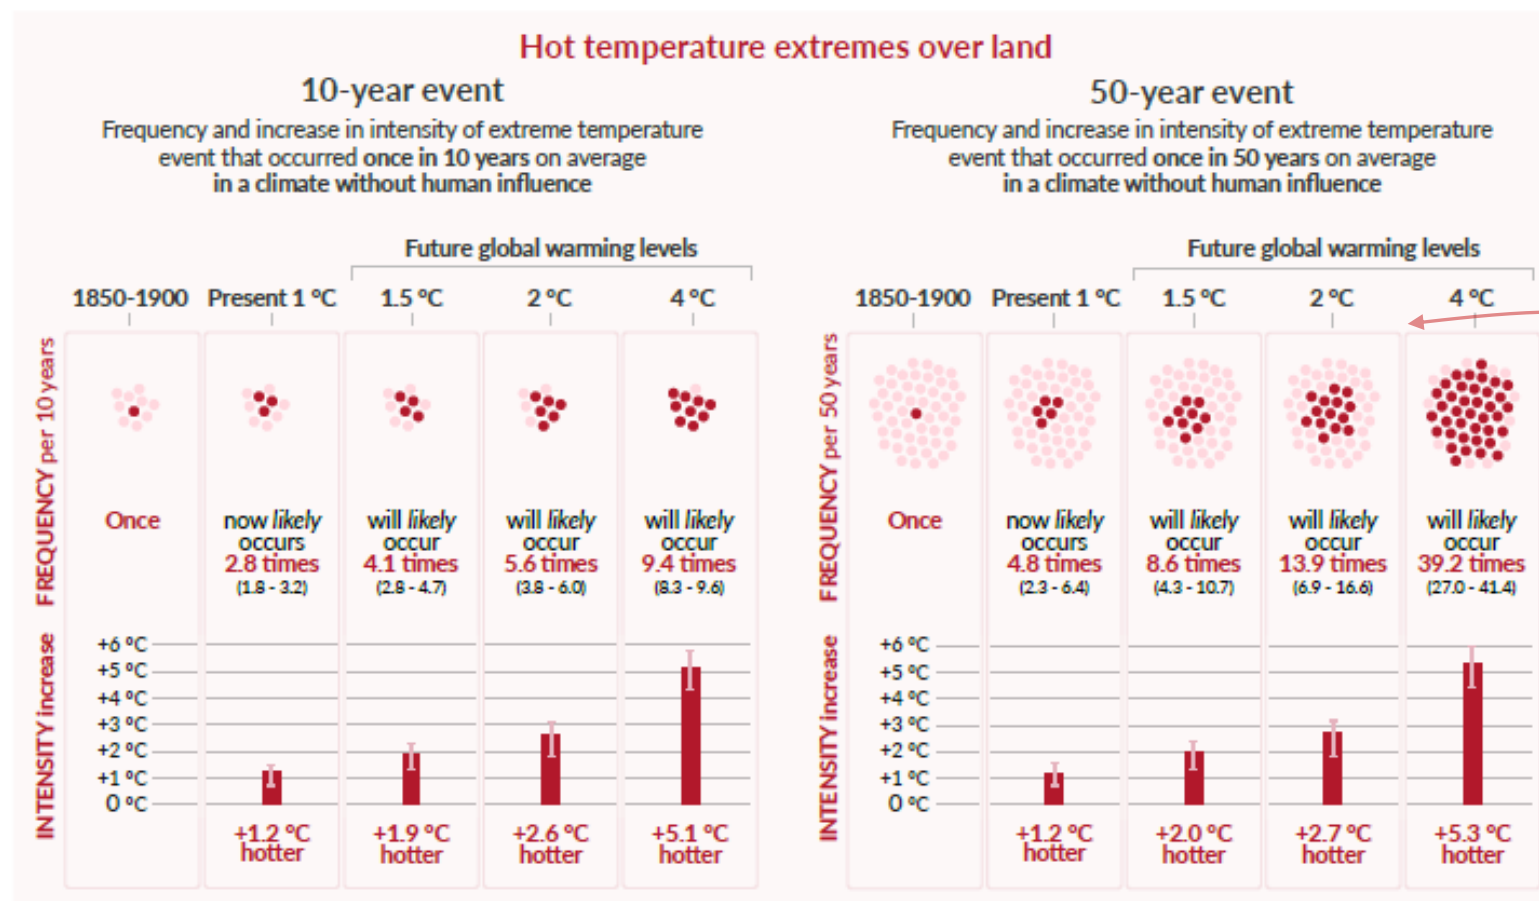 Hot temperature extremes over land
10-year event
Frequency and increase in intensity of extreme temperature
event that occurred once in 10 years on average
in a climate without human influence
Future global warming levels
1850-1900 Present 1 °C 1.5 °C 2 °C 4 °C
FREQUENCY per 10 years
Once
now likely occurs 2.8 times (1.8 - 3.2)
will likely occur 4.1 times (2.8 - 4.7)
will likely occur 5.6 times (3.8 - 6.0)
will likely occur 9.4 times (8.3 - 9.6)
INTENSITY increase
+6 °C
+5 °C
+4 °C
+3 °C
+2 °C
+1 °C
0 °C
+1.2 °C hotter
+1.9 °C hotter
+2.6 °C hotter
+5.1 °C hotter
50-year event
Frequency and increase in intensity of extreme temperature
event that occurred once in 50 years on average
in a climate without human influence
Future global warming levels
1850-1900 Present 1 °C 1.5 °C 2 °C 4 °C
FREQUENCY per 50 years
Once
now likely occurs 4.8 times (2.3 - 6.4)
will likely occur 8.6 times (4.3 - 10.7)
will likely occur 13.9 times (6.9 - 16.6)
will likely occur 39.2 times (27.0 - 41.4)
INTENSITY increase
+6 °C
+5 °C
+4 °C
+3 °C
+2 °C
+1 °C
0 °C
+1.2 °C hotter
+2.0 °C hotter
+2.7 °C hotter
+5.3 °C hotter